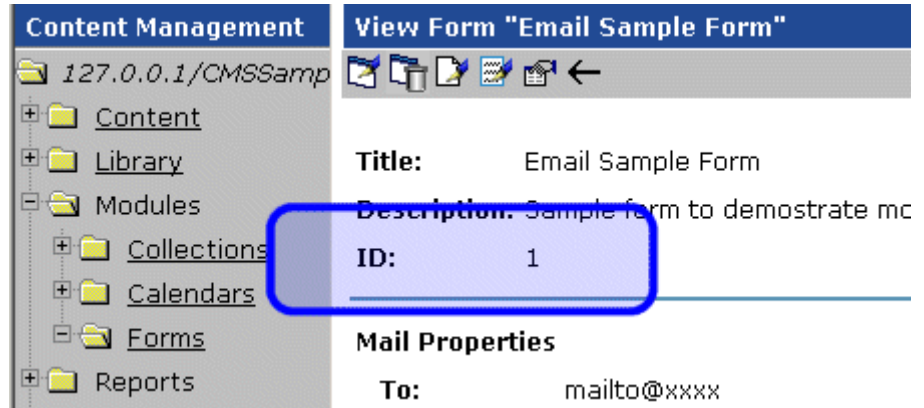 Content Management
127.0.0.1/CMSSamp
Content
Library
Modules
Collections
Calendars
Forms
Reports
View Form "Email Sample Form"
Title: Email Sample Form
Description: Sample form to demostrate mo
ID: 1
Mail Properties
To: mailto@xxxx